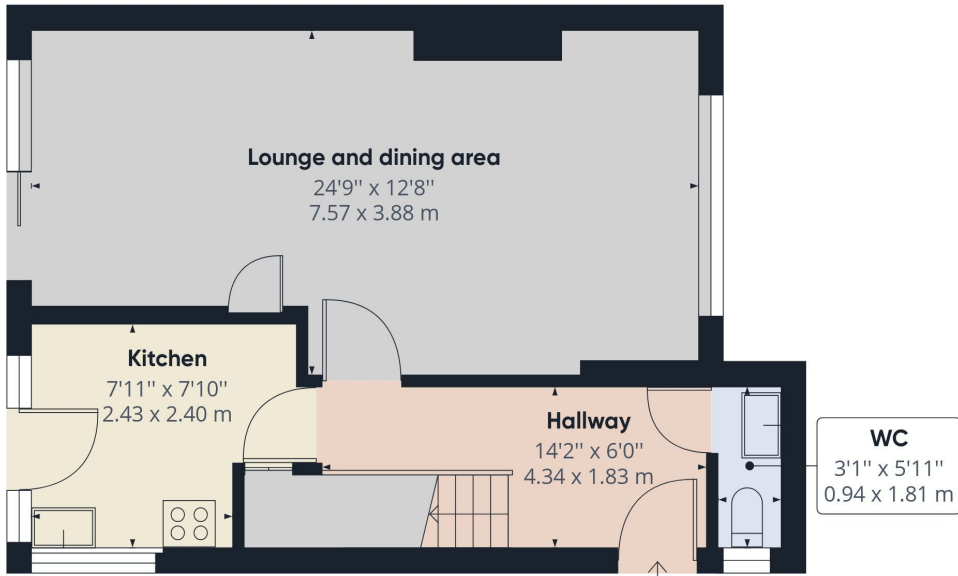 Lounge and dining area
24'9'' x 12'8''
7.57 x 3.88 m
Kitchen
7'11'' x 7'10''
2.43 x 2.40 m
Hallway
14'2'' x 6'0''
4.34 x 1.83 m
WC
3'1'' x 5'11''
0.94 x 1.81 m